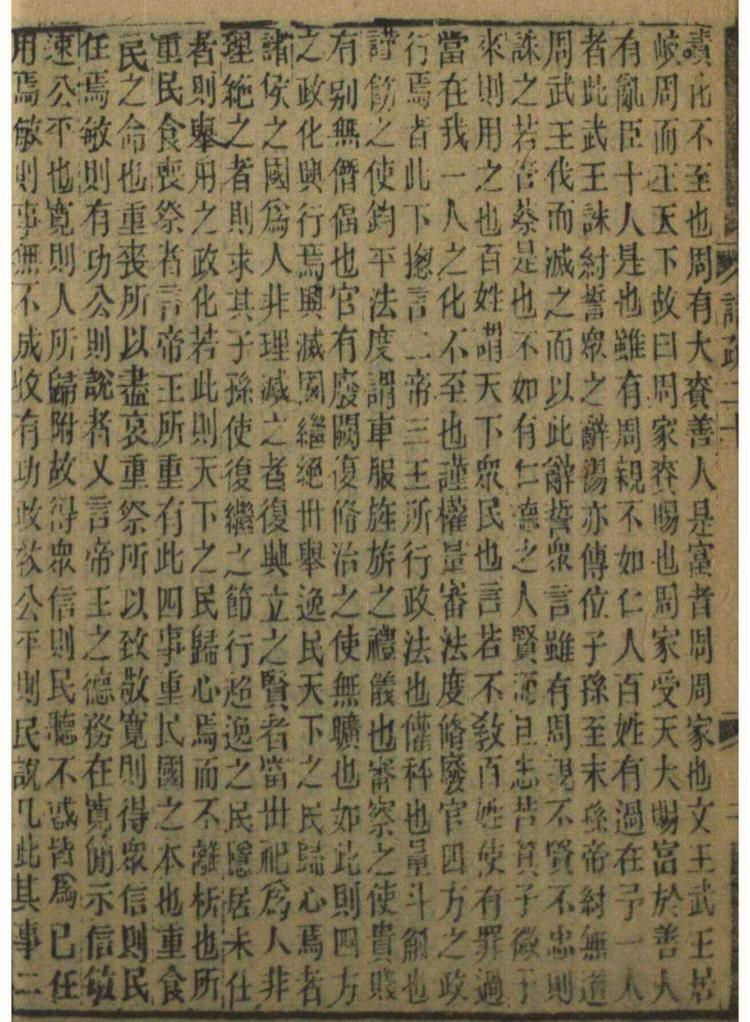 責化不至也周有大賚善人是富者周周家也文王武王居
岐周而王天下故曰周家賚賜也周家受天大賜富於善人
有亂臣十人是也雖有周親不如仁人百姓有過在予一人
者此武王誅紂誓眾之辭湯亦傳位子孫至末孫帝紂無道
周武王伐而滅之而以此辭誓眾言雖有周親不賢不忠則
誅之若管蔡是也不如有仁德之人賢而且忠若箕子微子
來則用之也百姓謂天下眾民也言若不教百姓使有罪過
當在我一人之化不至也謹權量審法度脩廢官四方之政
行焉者此下揔言二帝三王所行政法也權秤也量斗斛也
謹飭之使鈞平法度謂車服旌旂之禮儀也審察之使貴賤
有别無僭偪也官有廢闕復脩治之使無曠也如此則四方
之政化興行焉興滅國繼絕世舉逸民天下之民歸心焉者
諸侯之國為人非理滅之者復興立之賢者當世祀為人非
理絕之者則求其子孫使復繼之節行超逸之民隱居未仕
者則舉用之政化若此則天下之民歸心焉而不離析也所
重民食喪祭者言帝王所重有此四事重民國之本也重食
民之命也重喪所以盡哀重祭所以致敬寬則得眾信則民
任焉敏則有功公則說者又言帝王之德務在寬簡示信敏
速公平也寬則人所歸附故得眾信則民聽不惑皆為已任
用焉敏則事無不成故有功政教公平則民說凡此其事二
論疏二十